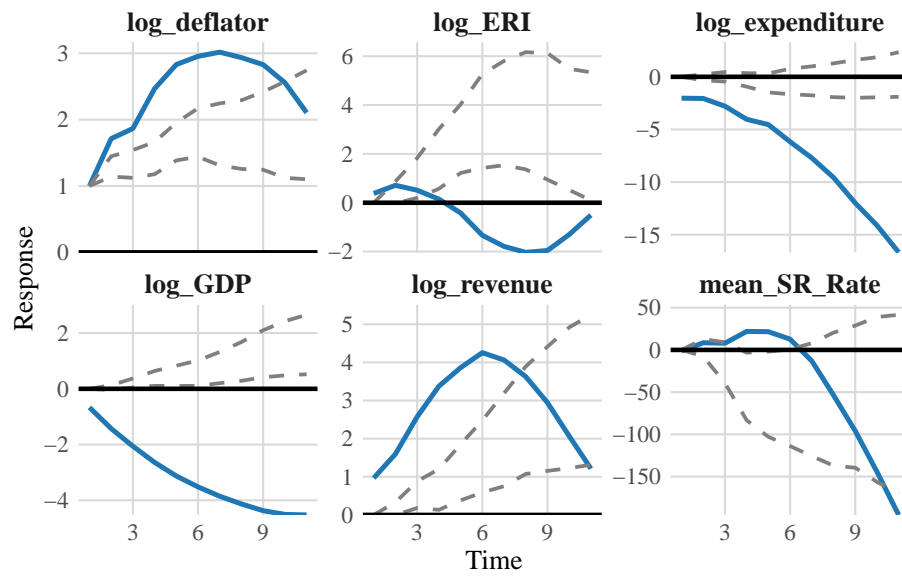 log_deflator log_ERI log_expenditure
3 2 1 0
6 4 2 0 −2
0 −5 −10 −15
log_GDP log_revenue mean_SR_Rate
2 0 −2 −4
5 4 3 2 1 0
50 0 −50 −100 −150
3 6 9 3 6 9 3 6 9
Response
Time